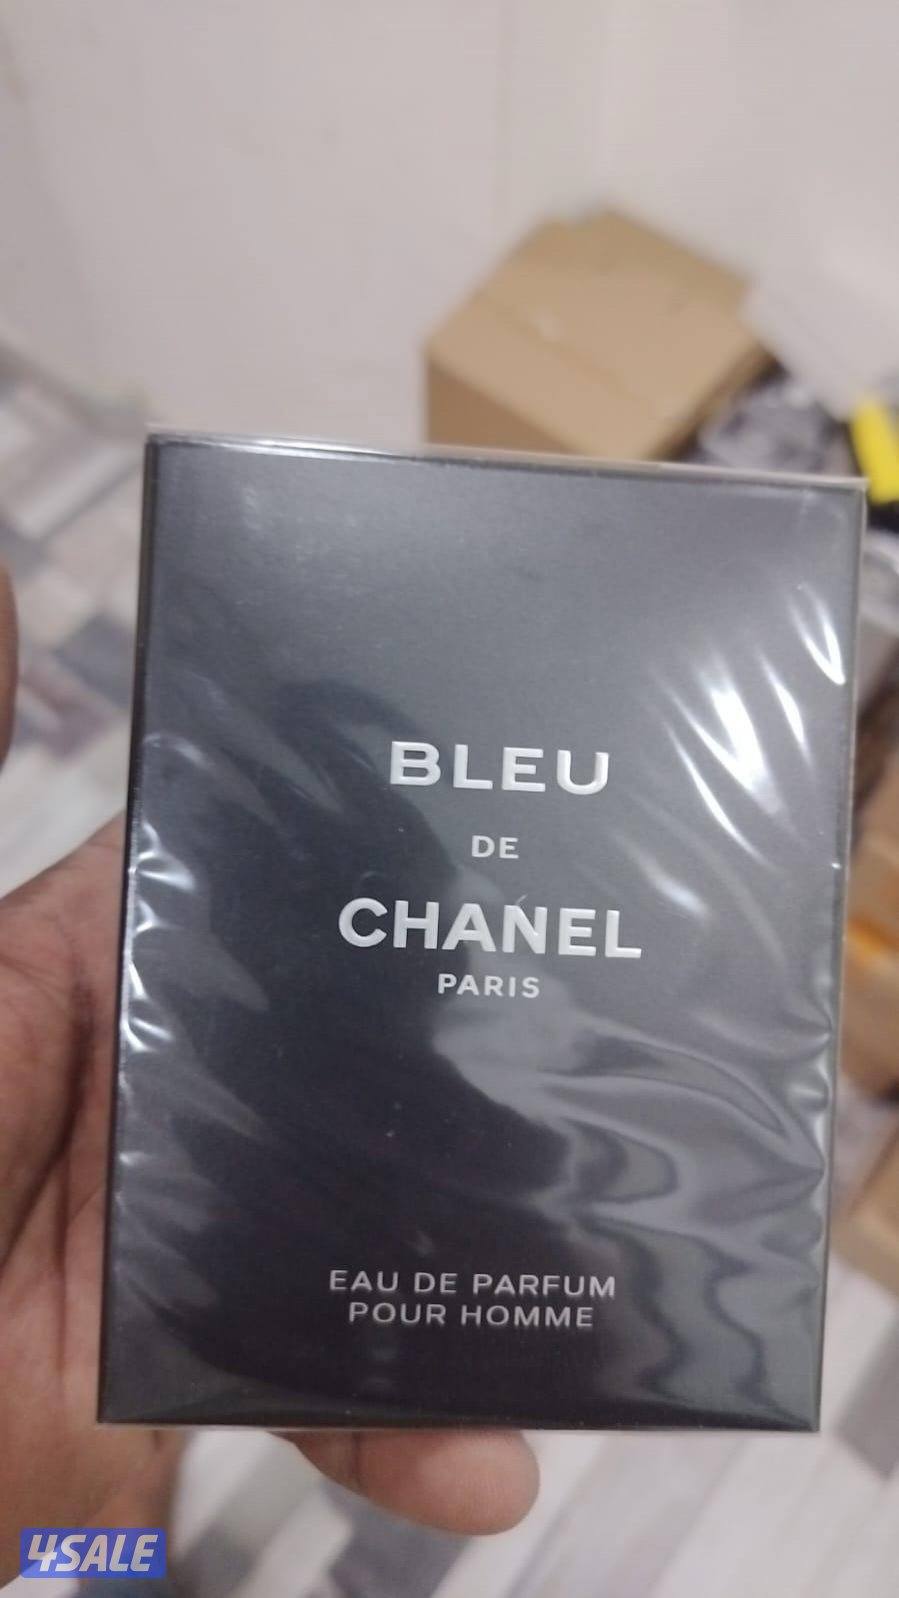 BLEU
DE
CHANEL
PARIS
EAU DE PARFUM
POUR HOMME
4SALE